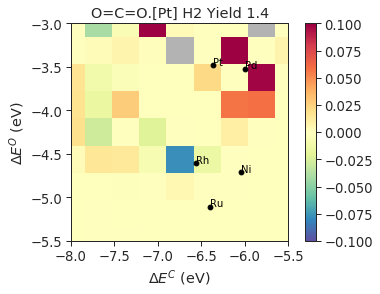 O=C=O.[Pt] H2 Yield 1.4
−3.0
−3.5
−4.0
−4.5
−5.0
−5.5
ΔE^O (eV)
Pt
Pd
Rh
Ni
Ru
−8.0 −7.5 −7.0 −6.5 −6.0 −5.5
ΔE^C (eV)
0.100
0.075
0.050
0.025
0.000
−0.025
−0.050
−0.075
−0.100